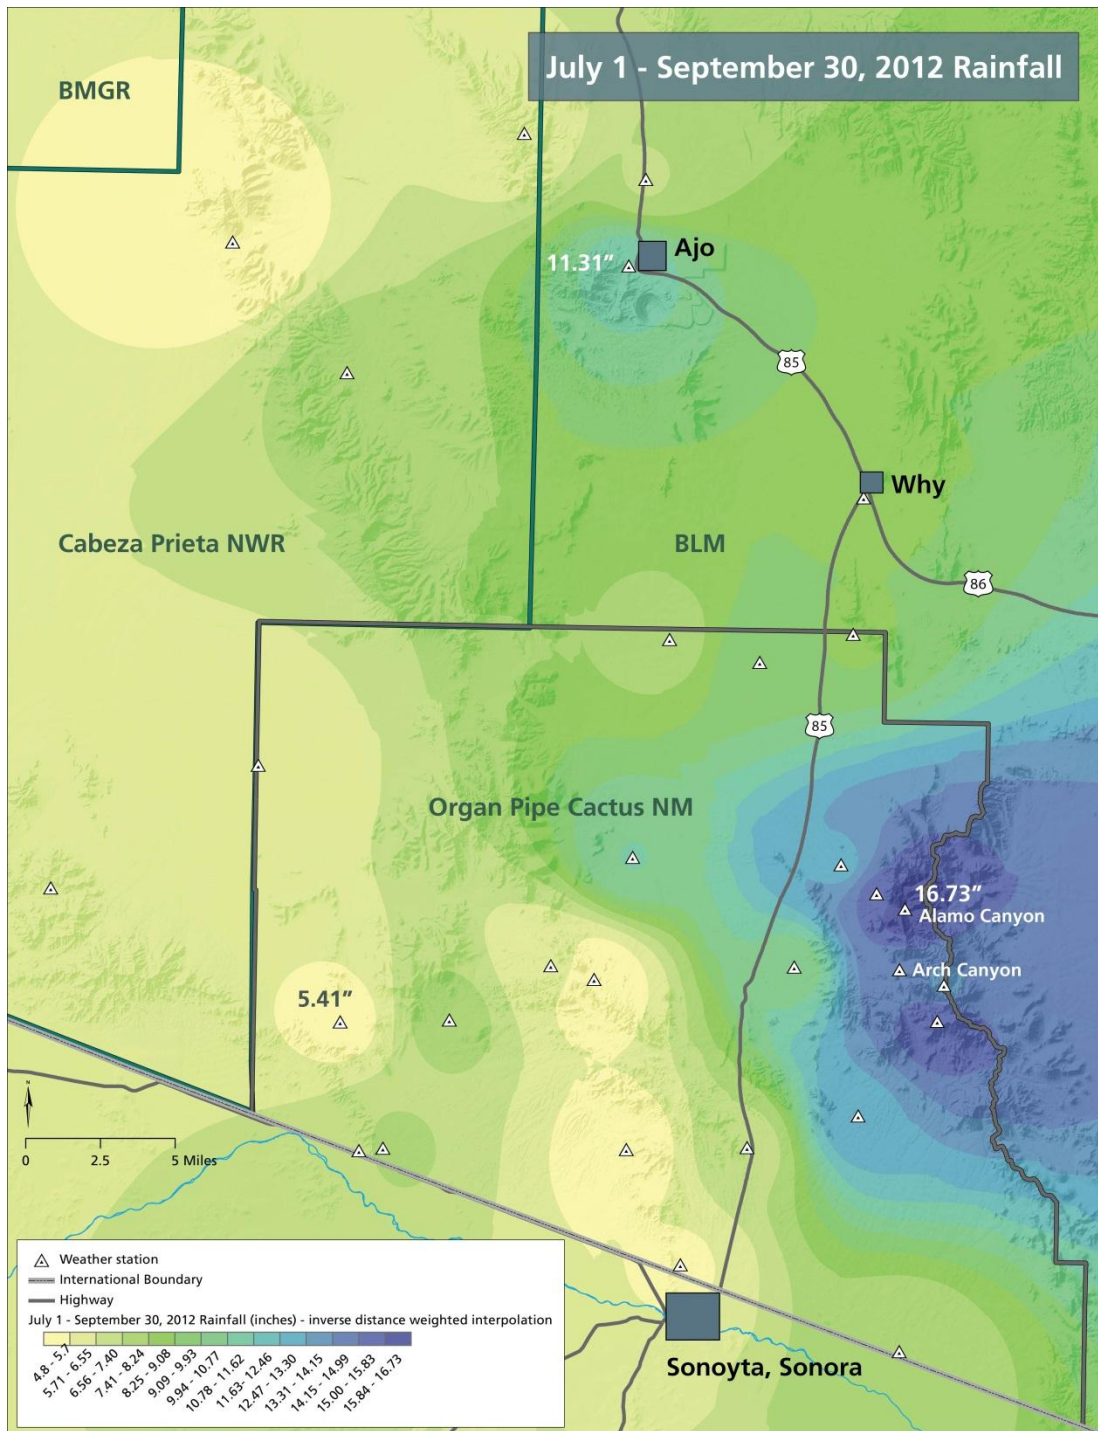 July 1 - September 30, 2012 Rainfall
BMGR
Ajo
11.31”
85
Why
Cabeza Prieta NWR
BLM
86
85
Organ Pipe Cactus NM
16.73”
Alamo Canyon
Arch Canyon
5.41”
N
0 2.5 5 Miles
Weather station
International Boundary
Highway
July 1 - September 30, 2012 Rainfall (inches) - inverse distance weighted interpolation
4.8 - 5.7
5.71 - 6.55
6.56 - 7.40
7.41 - 8.24
8.25 - 9.08
9.09 - 9.93
9.94 - 10.77
10.78 - 11.62
11.63- 12.46
12.47 - 13.30
13.31 - 14.15
14.15 - 14.99
15.00 - 15.83
15.84 - 16.73
Sonoyta, Sonora